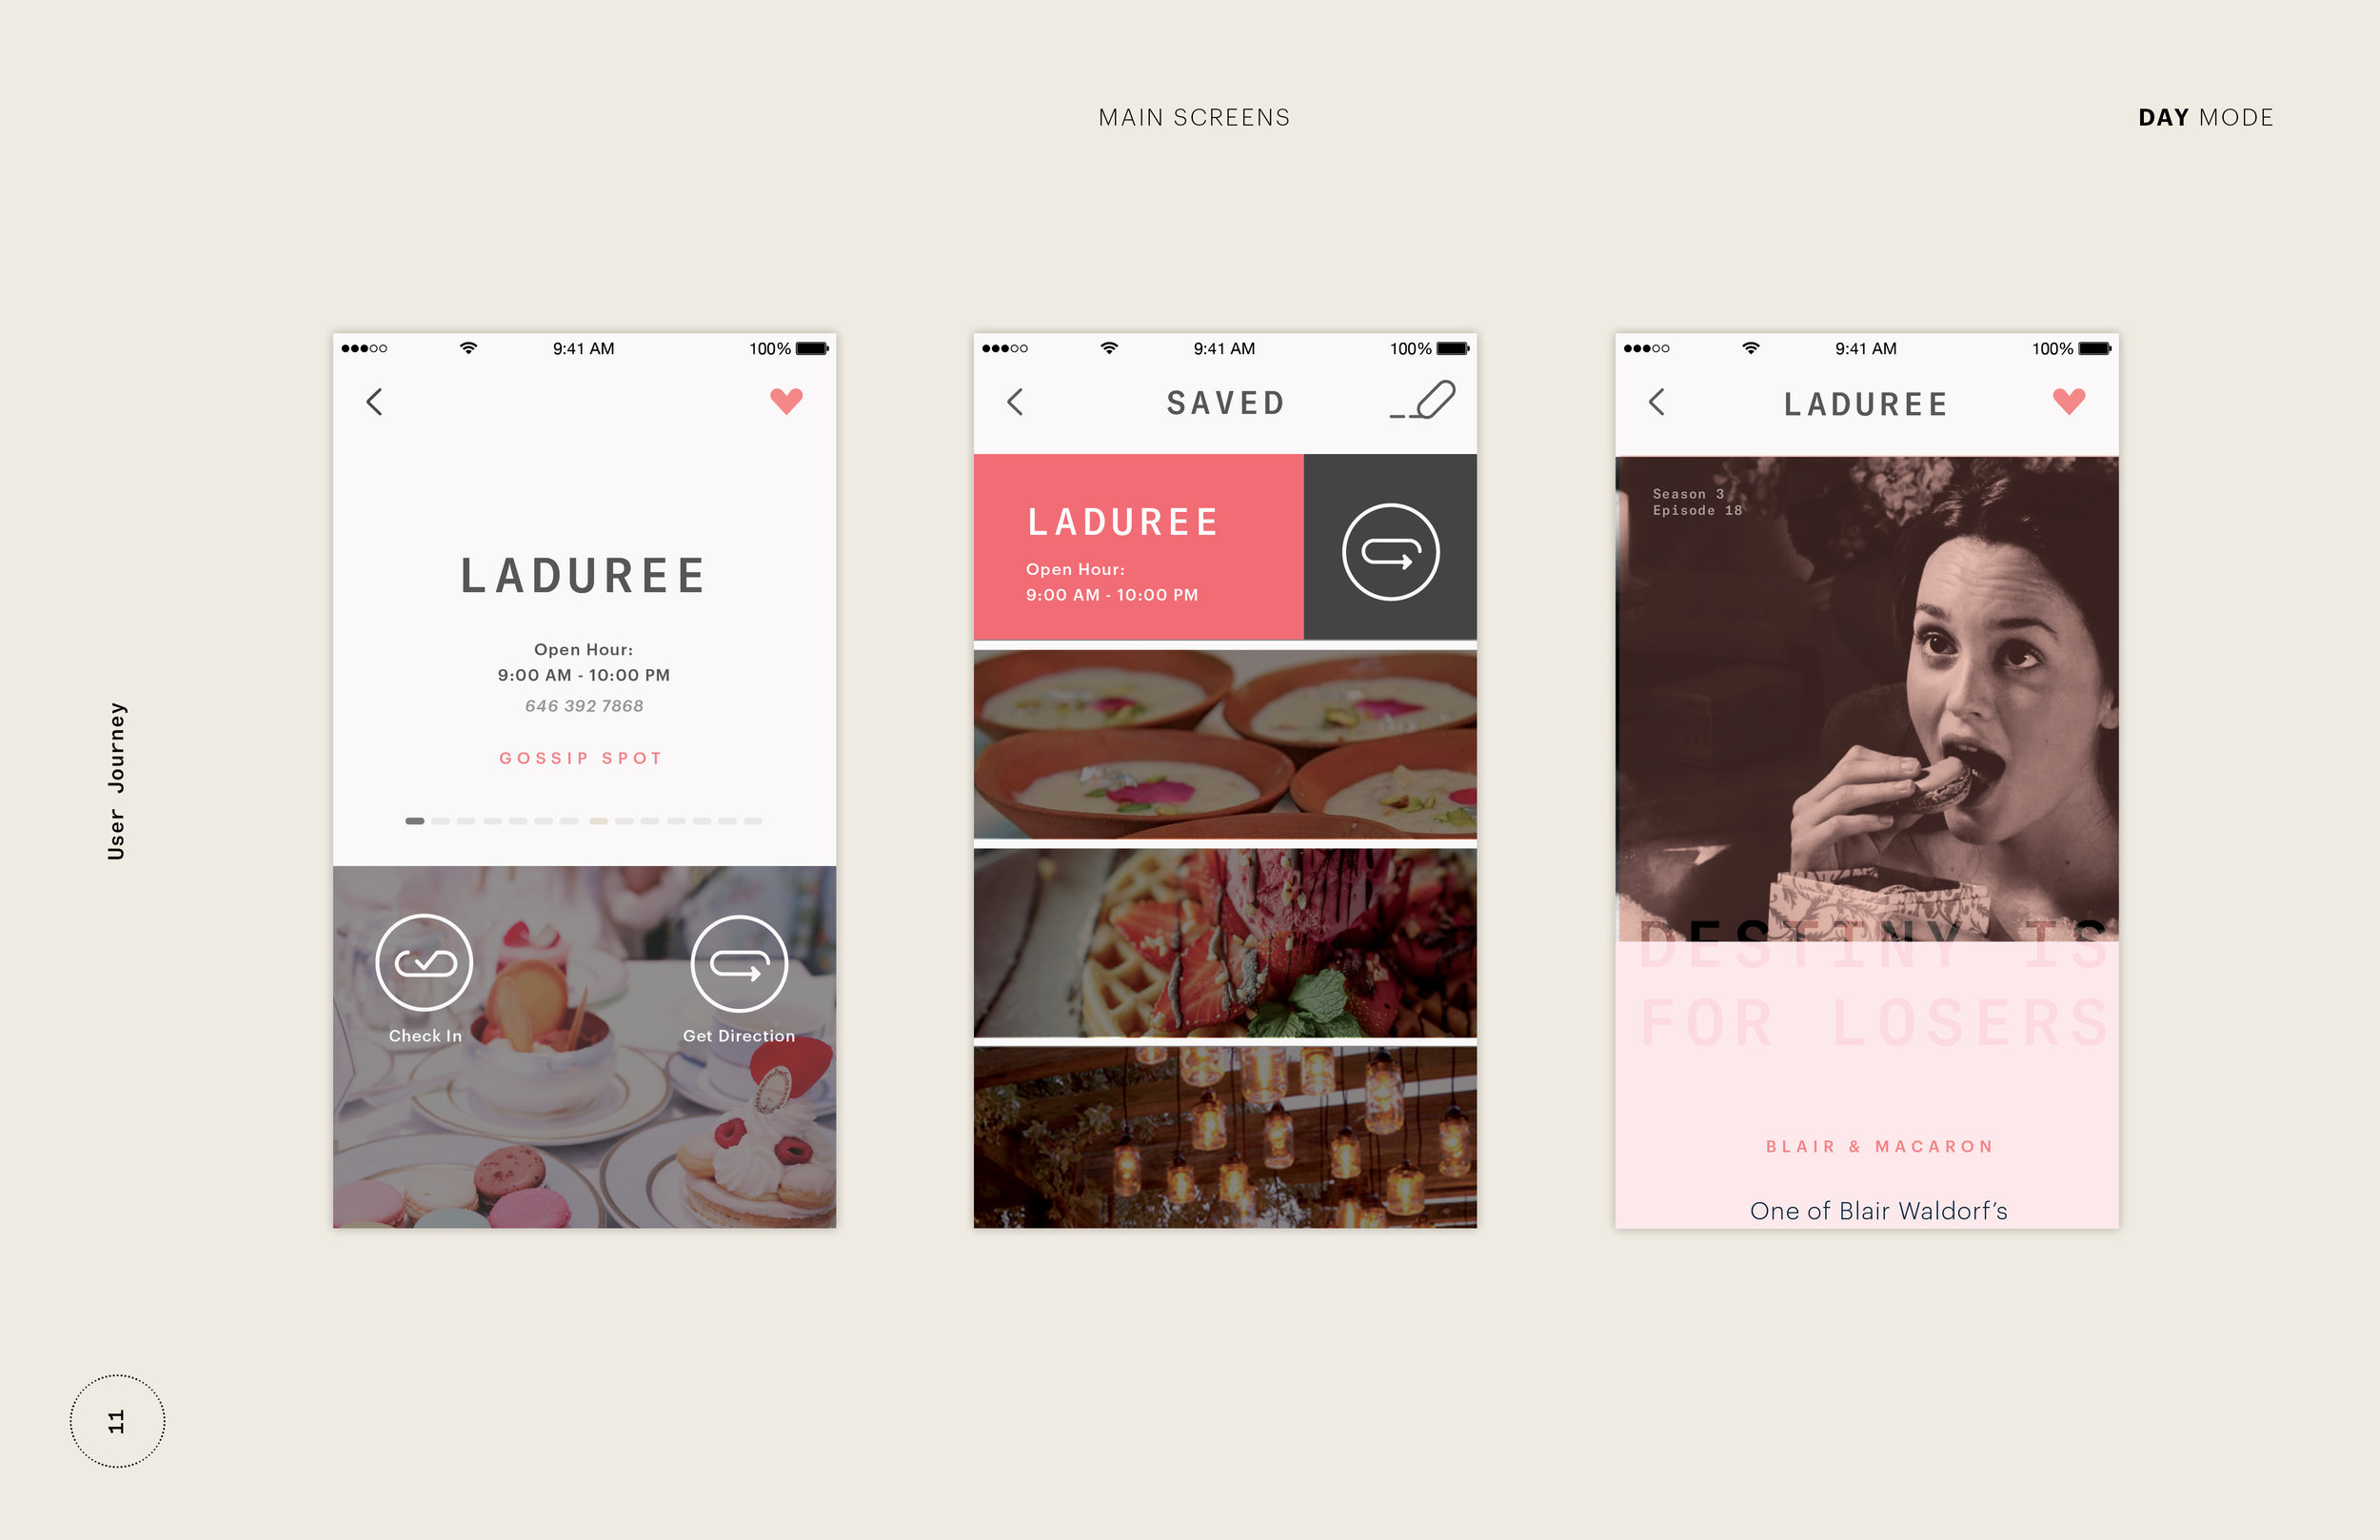 MAIN SCREENS
DAY MODE
User Journey
9:41 AM
100%
LADUREE
Open Hour:
9:00 AM - 10:00 PM
646 392 7868
GOSSIP SPOT
Check In
Get Direction
9:41 AM
100%
SAVED
LADUREE
Open Hour:
9:00 AM - 10:00 PM
9:41 AM
100%
LADUREE
Season 3
Episode 18
DESTINY IS
FOR LOSERS
BLAIR & MACARON
One of Blair Waldorf's
11